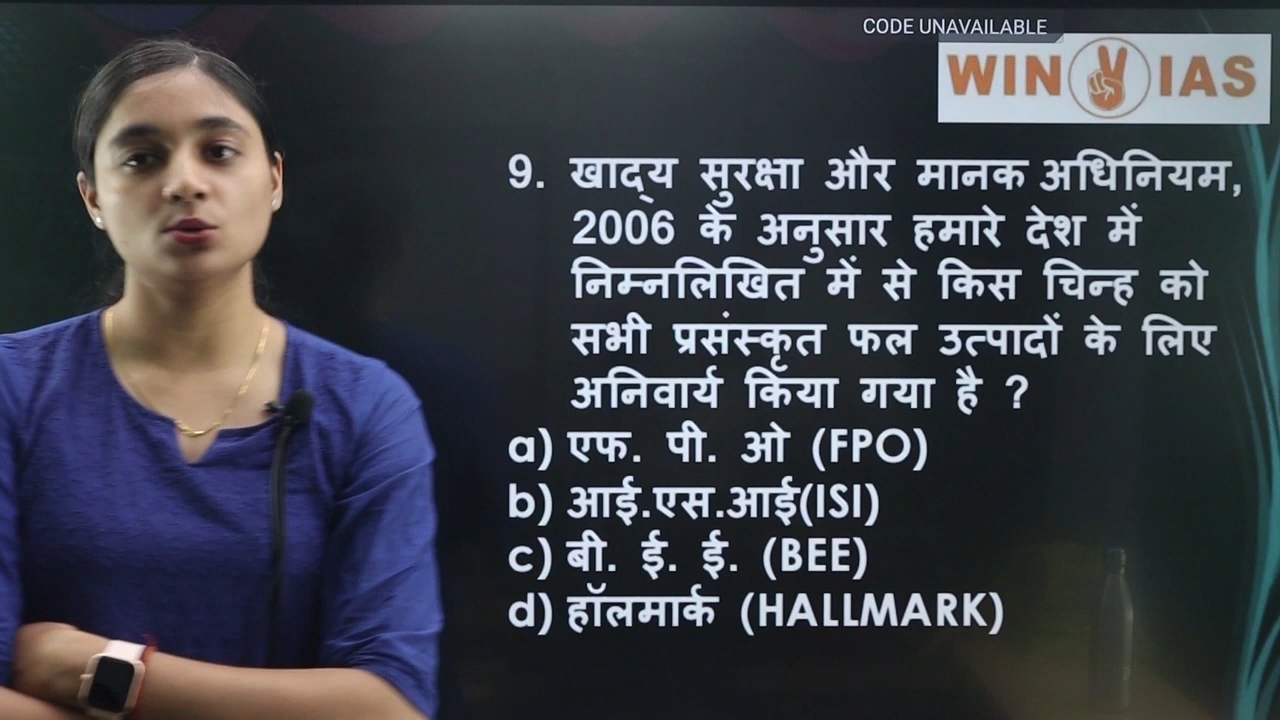 CODE UNAVAILABLE
WIN IAS
9. खाद्य सुरक्षा और मानक अधिनियम,
2006 के अनुसार हमारे देश में
निम्नलिखित में से किस चिन्ह को
सभी प्रसंस्कृत फल उत्पादों के लिए
अनिवार्य किया गया है ?
a) एफ. पी. ओ (FPO)
b) आई.एस.आई(ISI)
c) बी. ई. ई. (BEE)
d) हॉलमार्क (HALLMARK)